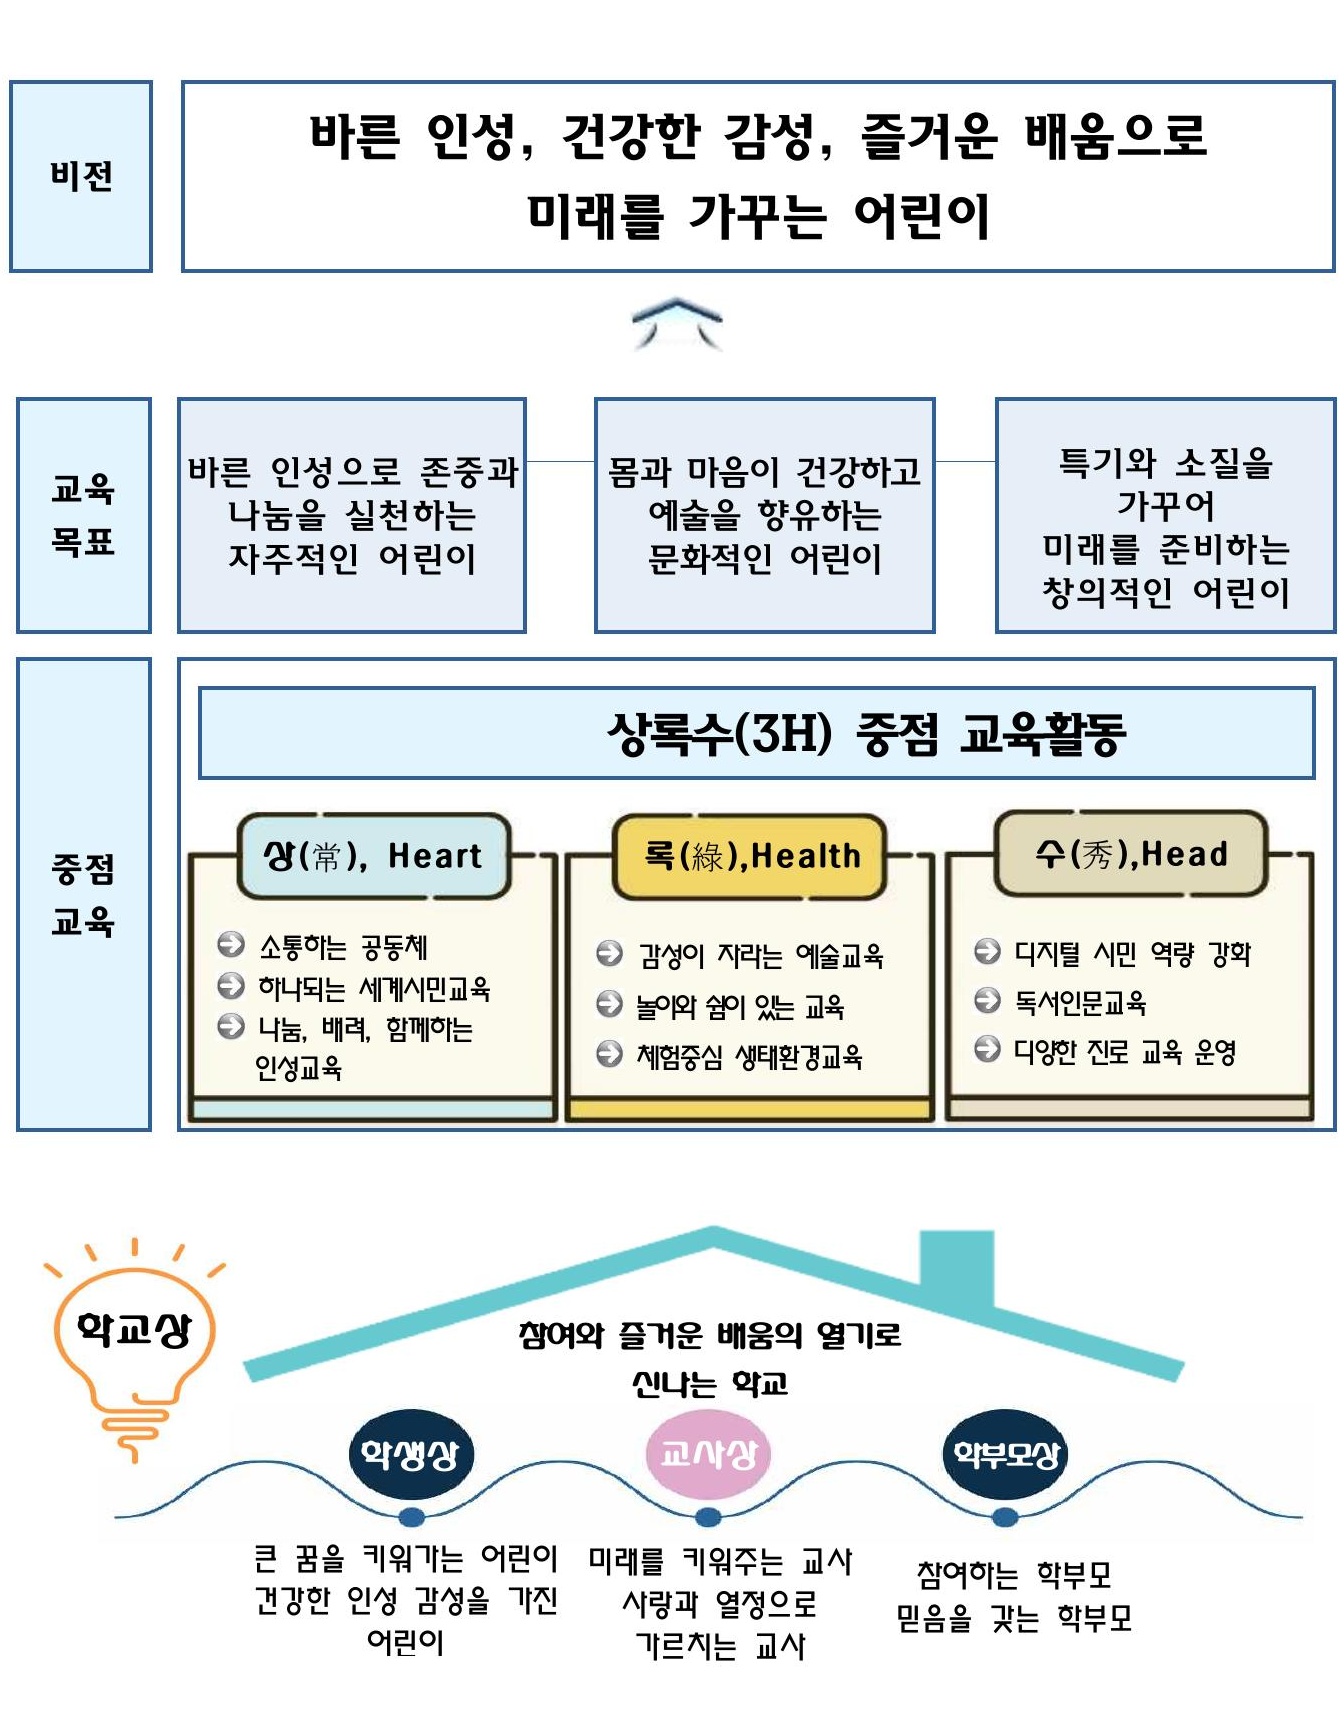 비전
바른 인성, 건강한 감성, 즐거운 배움으로
미래를 가꾸는 어린이
교육
목표
바른 인성으로 존중과
나눔을 실천하는
자주적인 어린이
몸과 마음이 건강하고
예술을 향유하는
문화적인 어린이
특기와 소질을
가꾸어
미래를 준비하는
창의적인 어린이
중점
교육
상록수(3H) 중점 교육활동
상(常), Heart
소통하는 공동체
하나되는 세계시민교육
나눔, 배려, 함께하는
인성교육
록(綠),Health
감성이 자라는 예술교육
놀이와 쉼이 있는 교육
체험중심 생태환경교육
수(秀),Head
디지털 시민 역량 강화
독서인문교육
다양한 진로 교육 운영
학교상
참여와 즐거운 배움의 열기로
신나는 학교
학생상
큰 꿈을 키워가는 어린이
건강한 인성 감성을 가진
어린이
교사상
미래를 키워주는 교사
사랑과 열정으로
가르치는 교사
학부모상
참여하는 학부모
믿음을 갖는 학부모